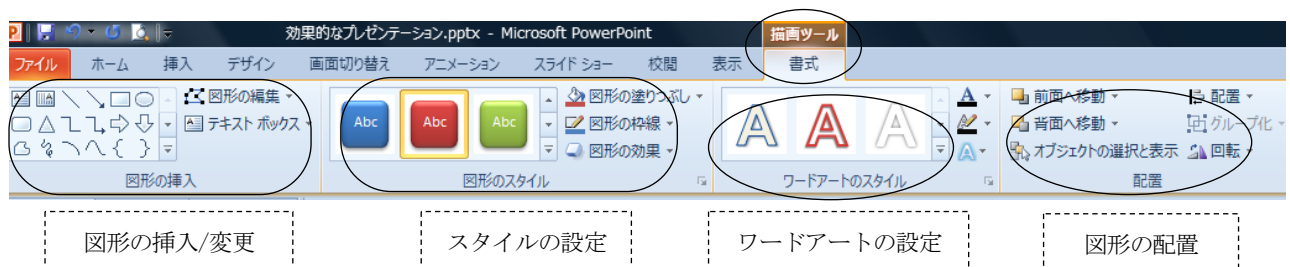 効果的なプレゼンテーション.pptx - Microsoft PowerPoint
描画ツール
ファイル ホーム 挿入 デザイン 画面切り替え アニメーション スライド ショー 校閲 表示 書式
図形の編集 Abc Abc Abc 図形の塗りつぶし A A A A 前面へ移動 配置
テキスト ボックス 図形の枠線 背面へ移動 グループ化
図形の効果 A オブジェクトの選択と表示 回転
図形の挿入 図形のスタイル ワードアートのスタイル 配置
図形の挿入/変更 スタイルの設定 ワードアートの設定 図形の配置